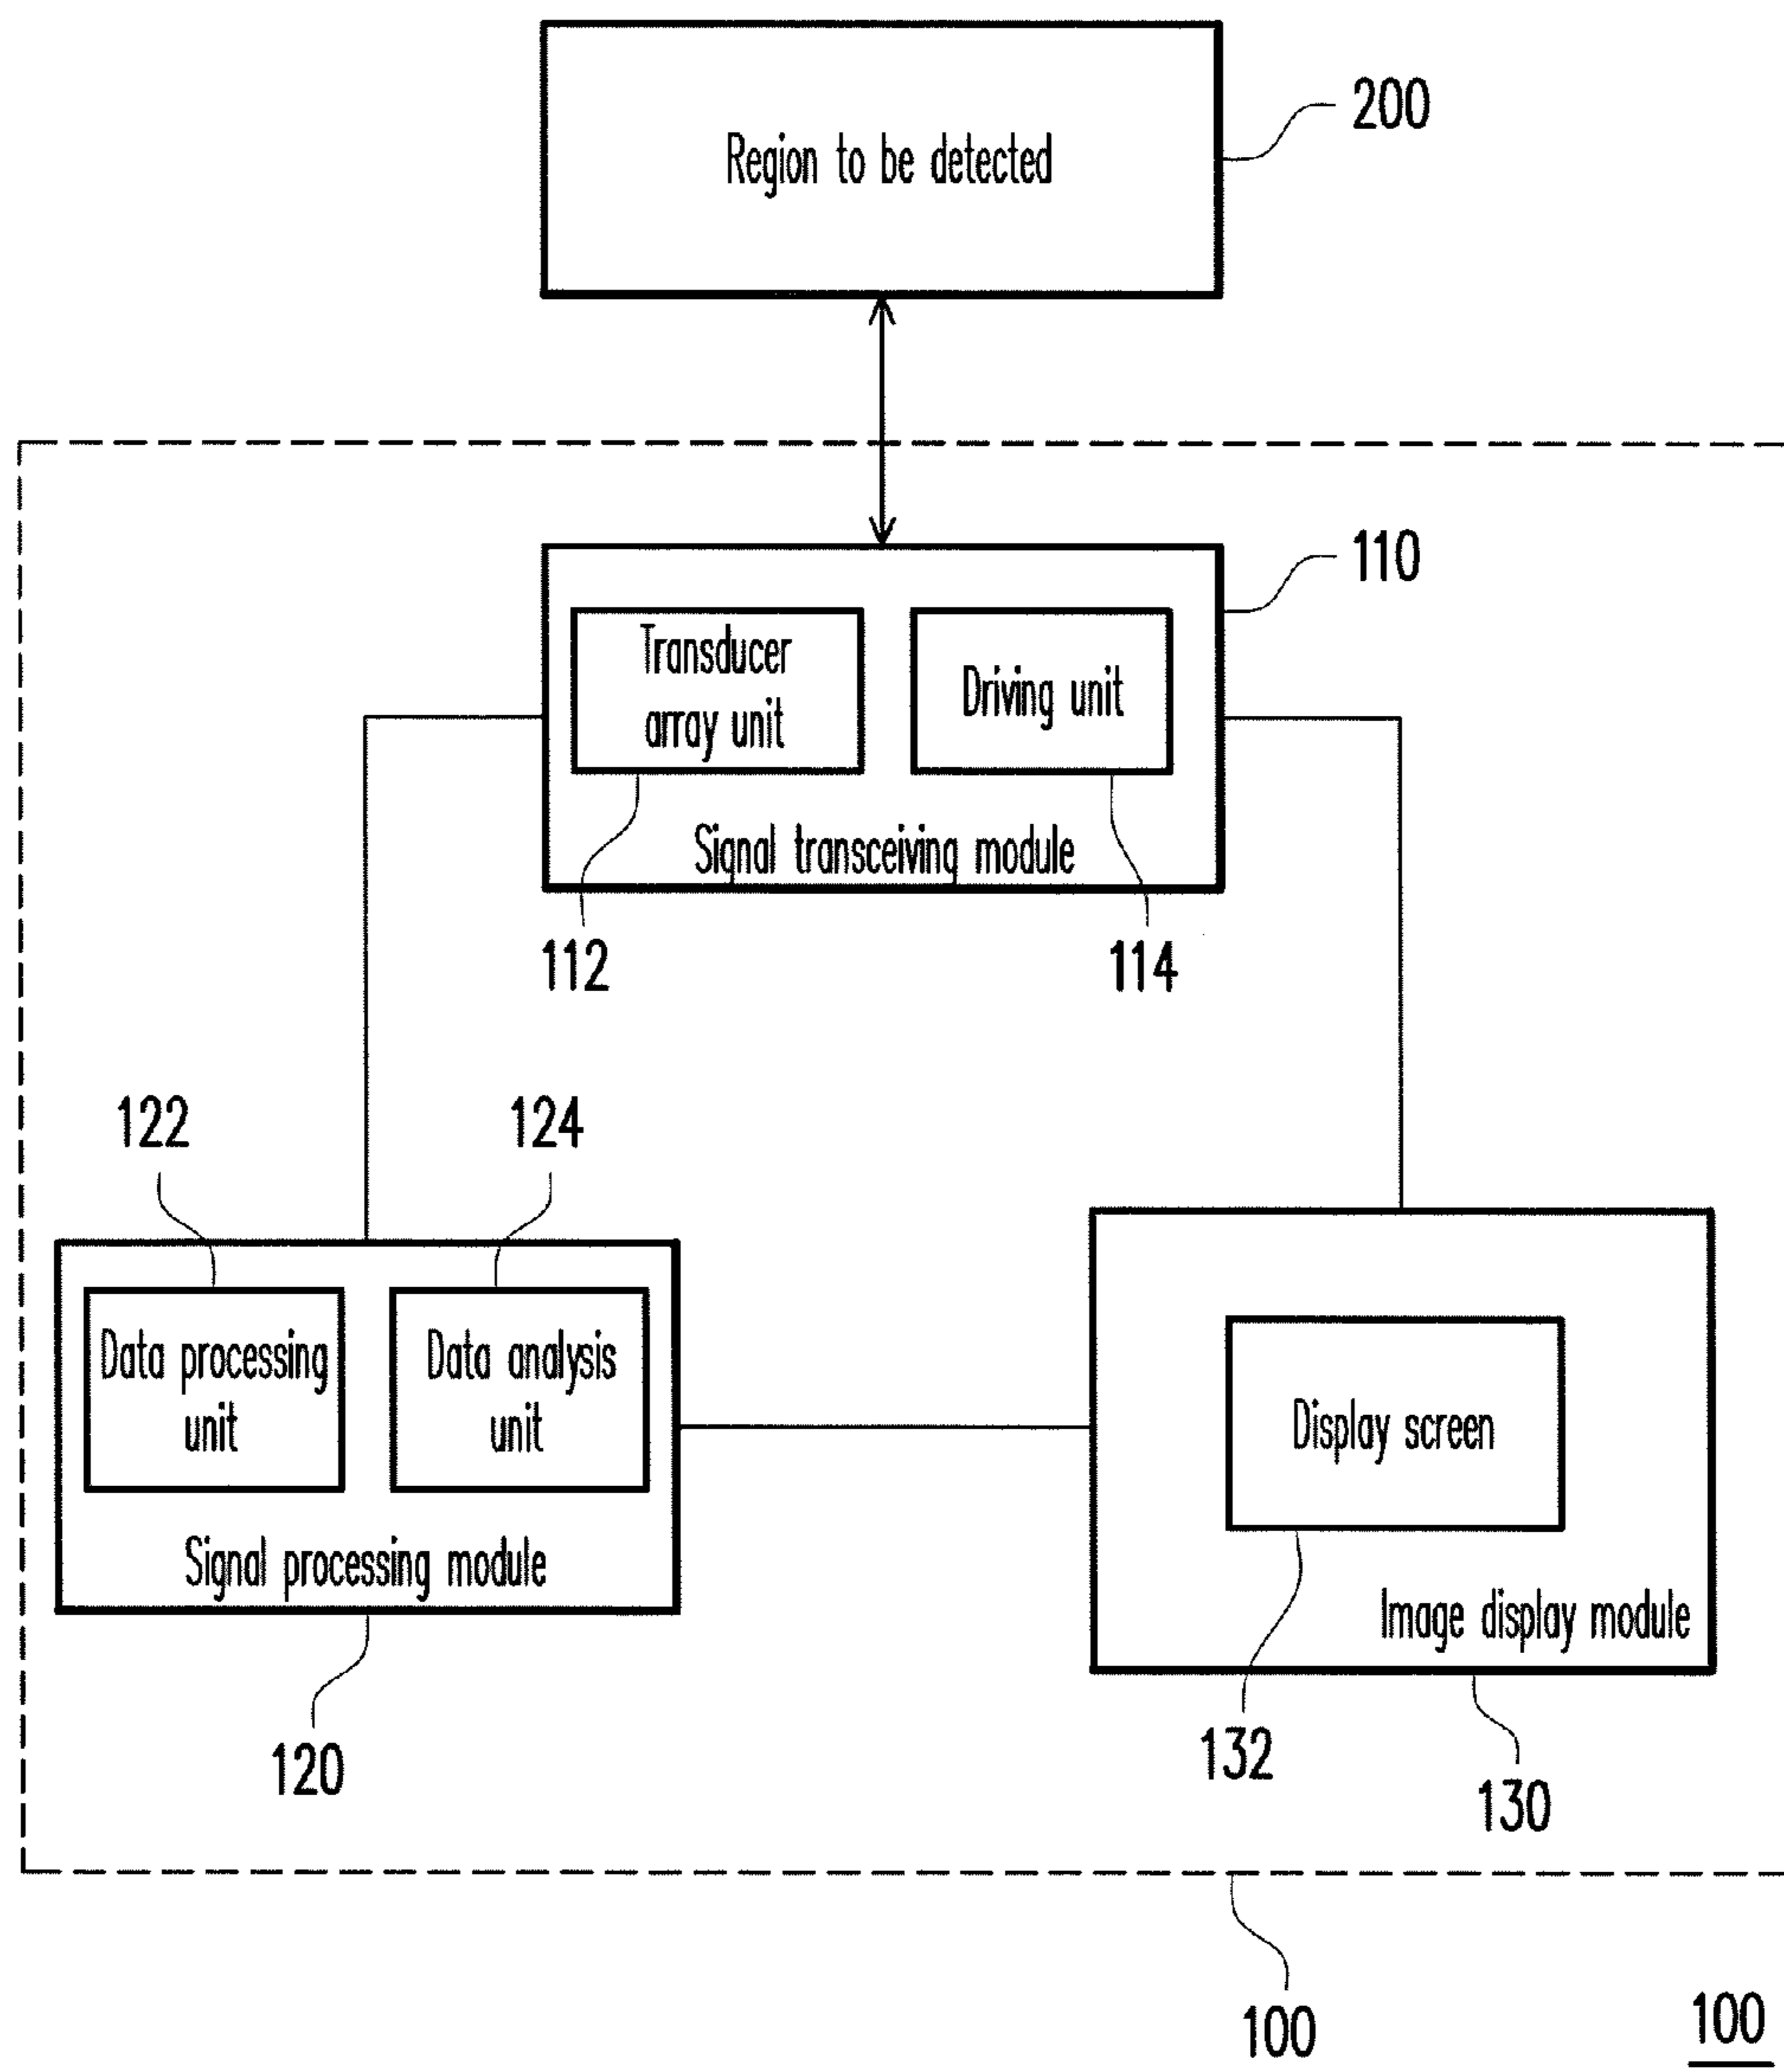 Region to be detected
200
110
Transducer
array unit
Driving unit
Signal transceiving module
112
114
122
124
Data processing
unit
Data analysis
unit
Signal processing module
120
Display screen
Image display module
132
130
100
100